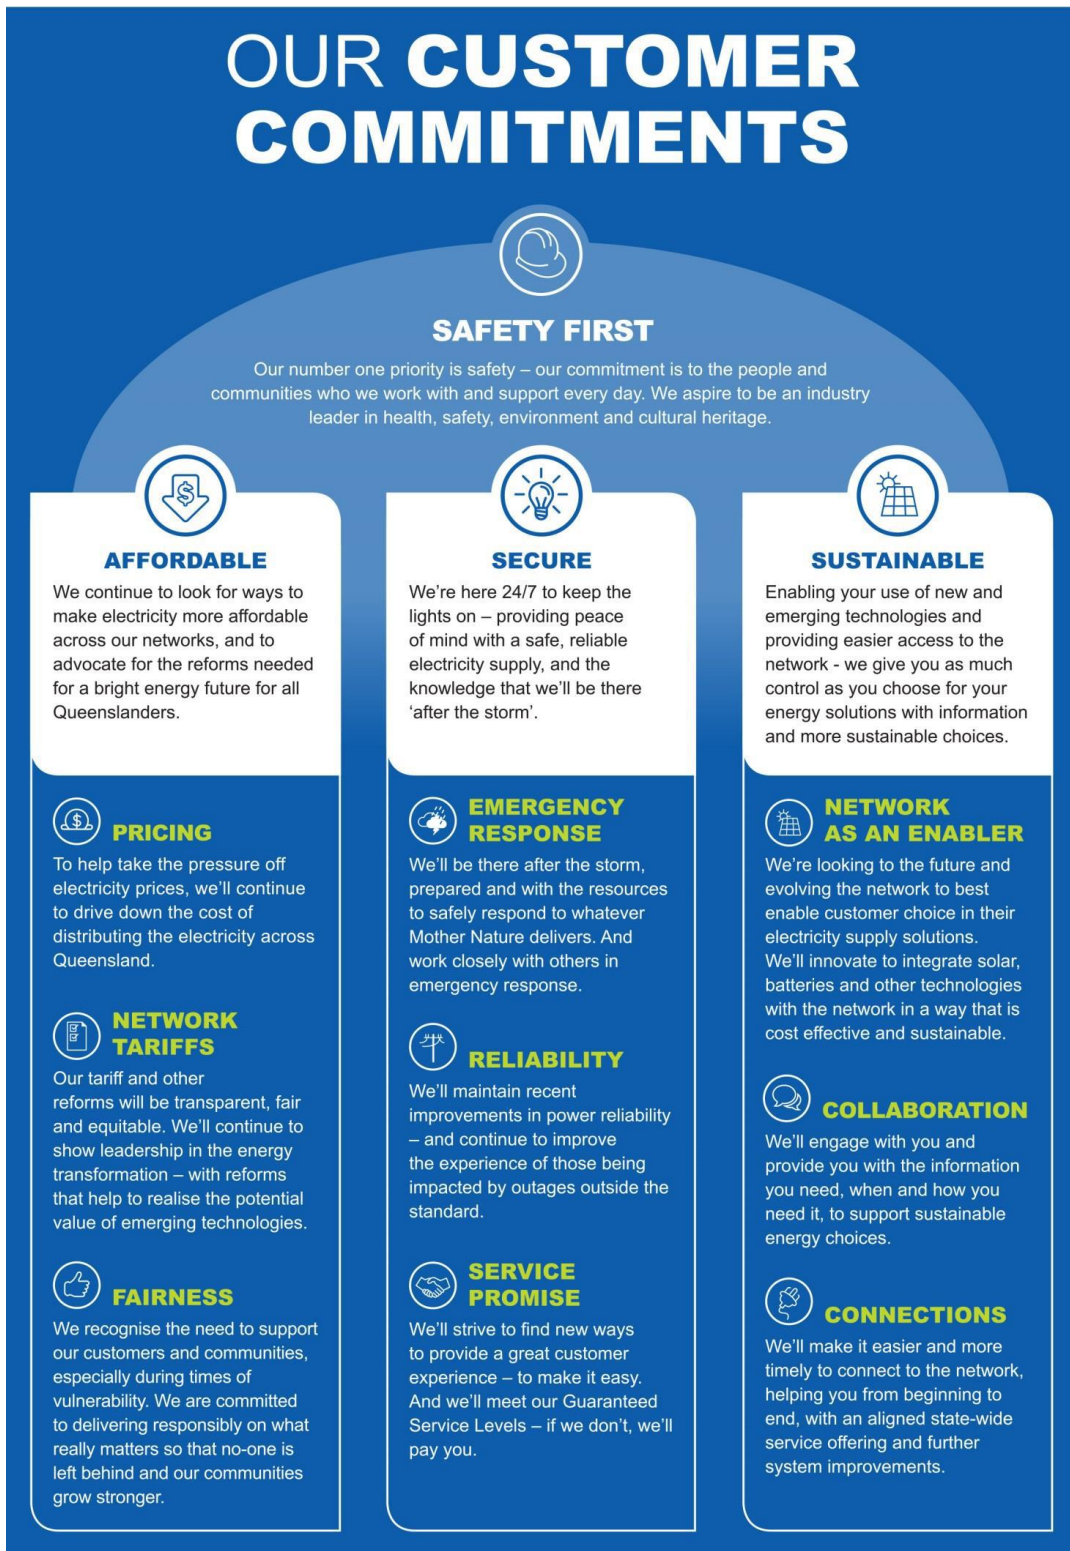 OUR CUSTOMER
COMMITMENTS
SAFETY FIRST
Our number one priority is safety – our commitment is to the people and
communities who we work with and support every day. We aspire to be an industry
leader in health, safety, environment and cultural heritage.
AFFORDABLE
We continue to look for ways to
make electricity more affordable
across our networks, and to
advocate for the reforms needed
for a bright energy future for all
Queenslanders.
PRICING
To help take the pressure off
electricity prices, we'll continue
to drive down the cost of
distributing the electricity across
Queensland.
NETWORK
TARIFFS
Our tariff and other
reforms will be transparent, fair
and equitable. We'll continue to
show leadership in the energy
transformation – with reforms
that help to realise the potential
value of emerging technologies.
FAIRNESS
We recognise the need to support
our customers and communities,
especially during times of
vulnerability. We are committed
to delivering responsibly on what
really matters so that no-one is
left behind and our communities
grow stronger.
SECURE
We're here 24/7 to keep the
lights on – providing peace
of mind with a safe, reliable
electricity supply, and the
knowledge that we'll be there
'after the storm'.
EMERGENCY
RESPONSE
We'll be there after the storm,
prepared and with the resources
to safely respond to whatever
Mother Nature delivers. And
work closely with others in
emergency response.
RELIABILITY
We'll maintain recent
improvements in power reliability
– and continue to improve
the experience of those being
impacted by outages outside the
standard.
SERVICE
PROMISE
We'll strive to find new ways
to provide a great customer
experience – to make it easy.
And we'll meet our Guaranteed
Service Levels – if we don't, we'll
pay you.
SUSTAINABLE
Enabling your use of new and
emerging technologies and
providing easier access to the
network - we give you as much
control as you choose for your
energy solutions with information
and more sustainable choices.
NETWORK
AS AN ENABLER
We're looking to the future and
evolving the network to best
enable customer choice in their
electricity supply solutions.
We'll innovate to integrate solar,
batteries and other technologies
with the network in a way that is
cost effective and sustainable.
COLLABORATION
We'll engage with you and
provide you with the information
you need, when and how you
need it, to support sustainable
energy choices.
CONNECTIONS
We'll make it easier and more
timely to connect to the network,
helping you from beginning to
end, with an aligned state-wide
service offering and further
system improvements.